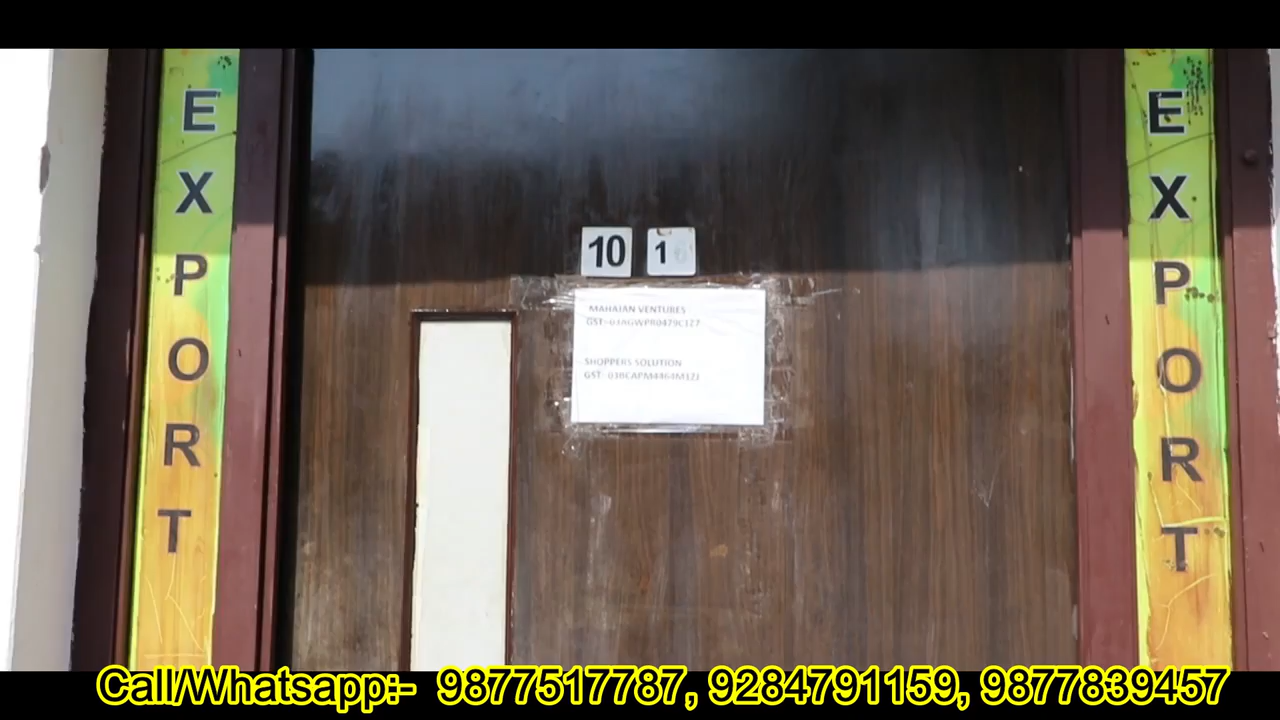 EXPORT
10 1
MAHAJAN VENTURES
SHOPPERS SOLUTION
EXPORT
Call/Whatsapp:- 9877517787, 9284791159, 9877839457